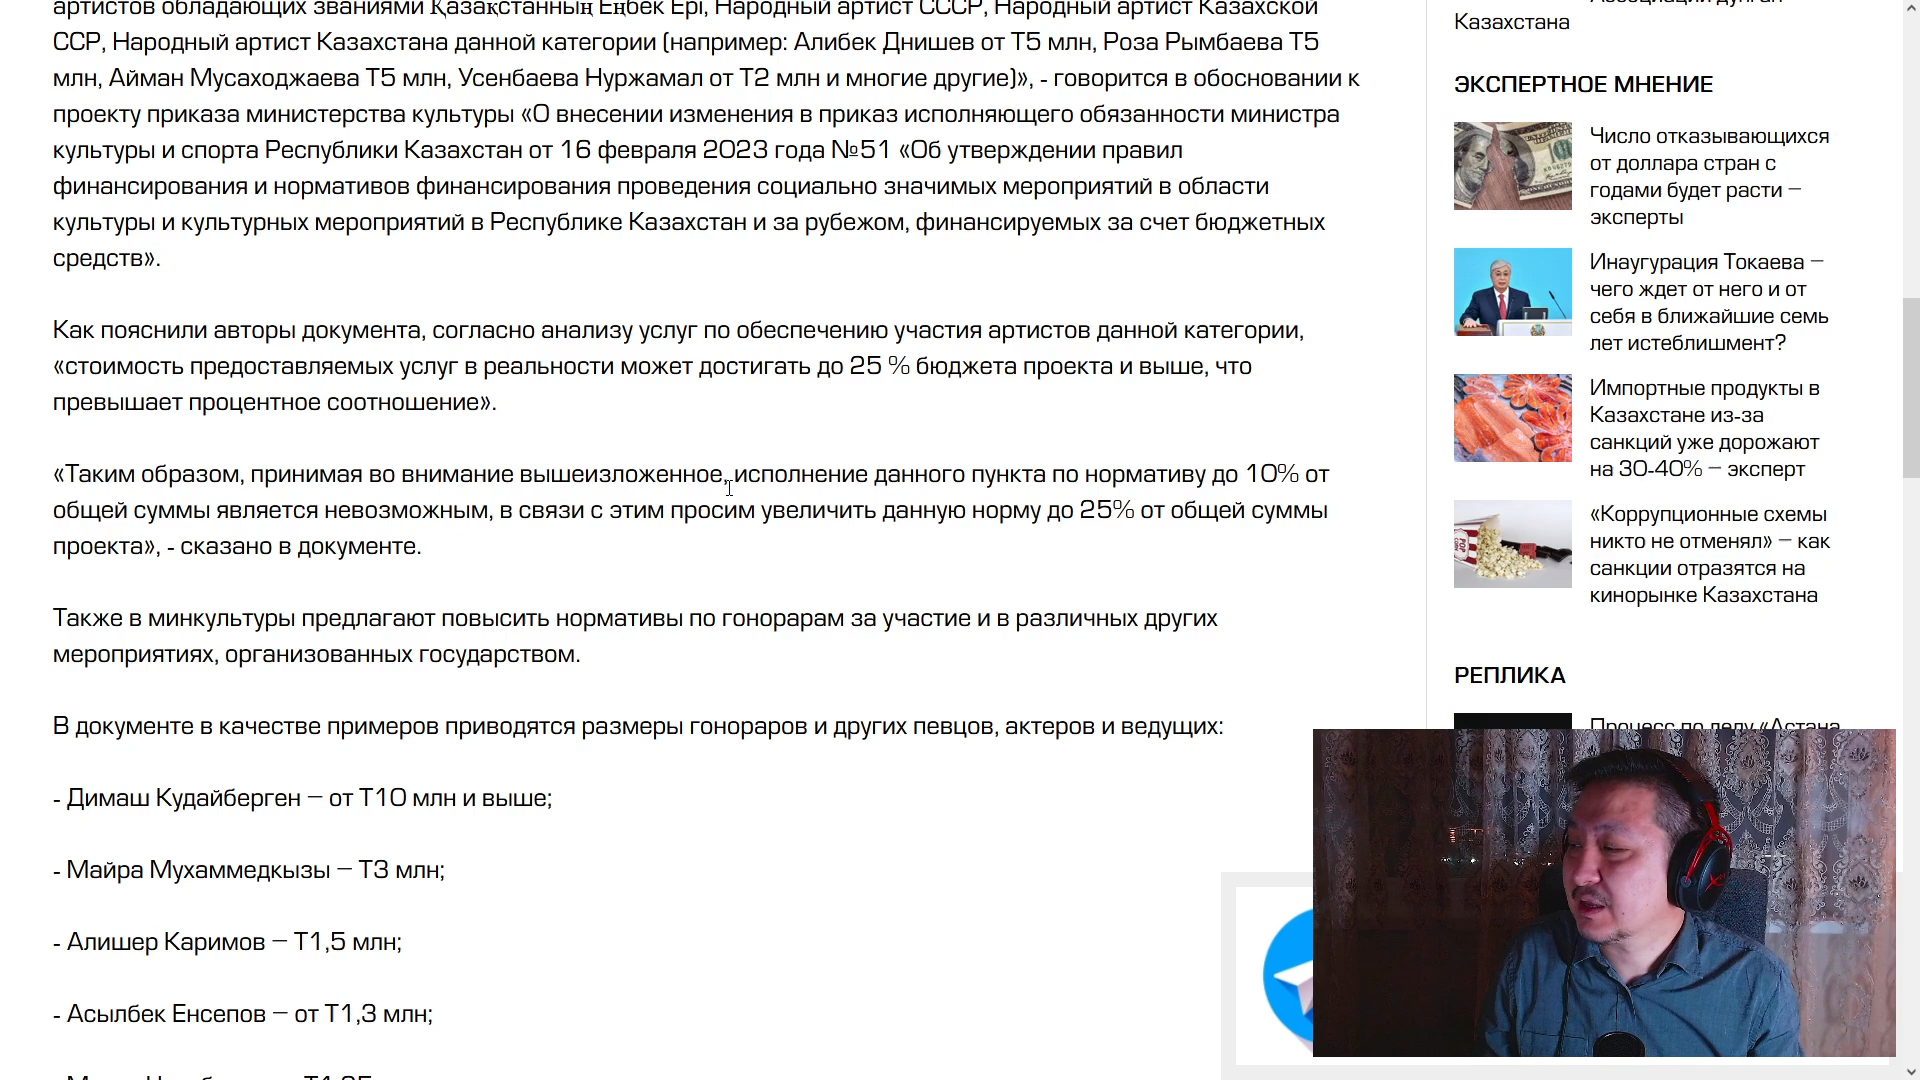 артистов обладающих званиями Қазақстанның Еңбек Ері, Народный артист СССР, Народный артист Казахской
ССР, Народный артист Казахстана данной категории (например: Алибек Днишев от Т5 млн, Роза Рымбаева Т5
млн, Айман Мусаходжаева Т5 млн, Усенбаева Нуржамал от Т2 млн и многие другие)», - говорится в обосновании к
проекту приказа министерства культуры «О внесении изменения в приказ исполняющего обязанности министра
культуры и спорта Республики Казахстан от 16 февраля 2023 года №51 «Об утверждении правил
финансирования и нормативов финансирования проведения социально значимых мероприятий в области
культуры и культурных мероприятий в Республике Казахстан и за рубежом, финансируемых за счет бюджетных
средств».
Как пояснили авторы документа, согласно анализу услуг по обеспечению участия артистов данной категории,
«стоимость предоставляемых услуг в реальности может достигать до 25 % бюджета проекта и выше, что
превышает процентное соотношение».
«Таким образом, принимая во внимание вышеизложенное, исполнение данного пункта по нормативу до 10% от
общей суммы является невозможным, в связи с этим просим увеличить данную норму до 25% от общей суммы
проекта», - сказано в документе.
Также в минкультуры предлагают повысить нормативы по гонорарам за участие и в различных других
мероприятиях, организованных государством.
В документе в качестве примеров приводятся размеры гонораров и других певцов, актеров и ведущих:
- Димаш Кудайберген – от Т10 млн и выше;
- Майра Мухаммедкызы – Т3 млн;
- Алишер Каримов – Т1,5 млн;
- Асылбек Енсепов – от Т1,3 млн;
Казахстана
ЭКСПЕРТНОЕ МНЕНИЕ
Число отказывающихся
от доллара стран с
годами будет расти –
эксперты
Инаугурация Токаева –
чего ждет от него и от
себя в ближайшие семь
лет истеблишмент?
Импортные продукты в
Казахстане из-за
санкций уже дорожают
на 30-40% – эксперт
«Коррупционные схемы
никто не отменял» – как
санкции отразятся на
кинорынке Казахстана
РЕПЛИКА
Процесс по делу «Астана